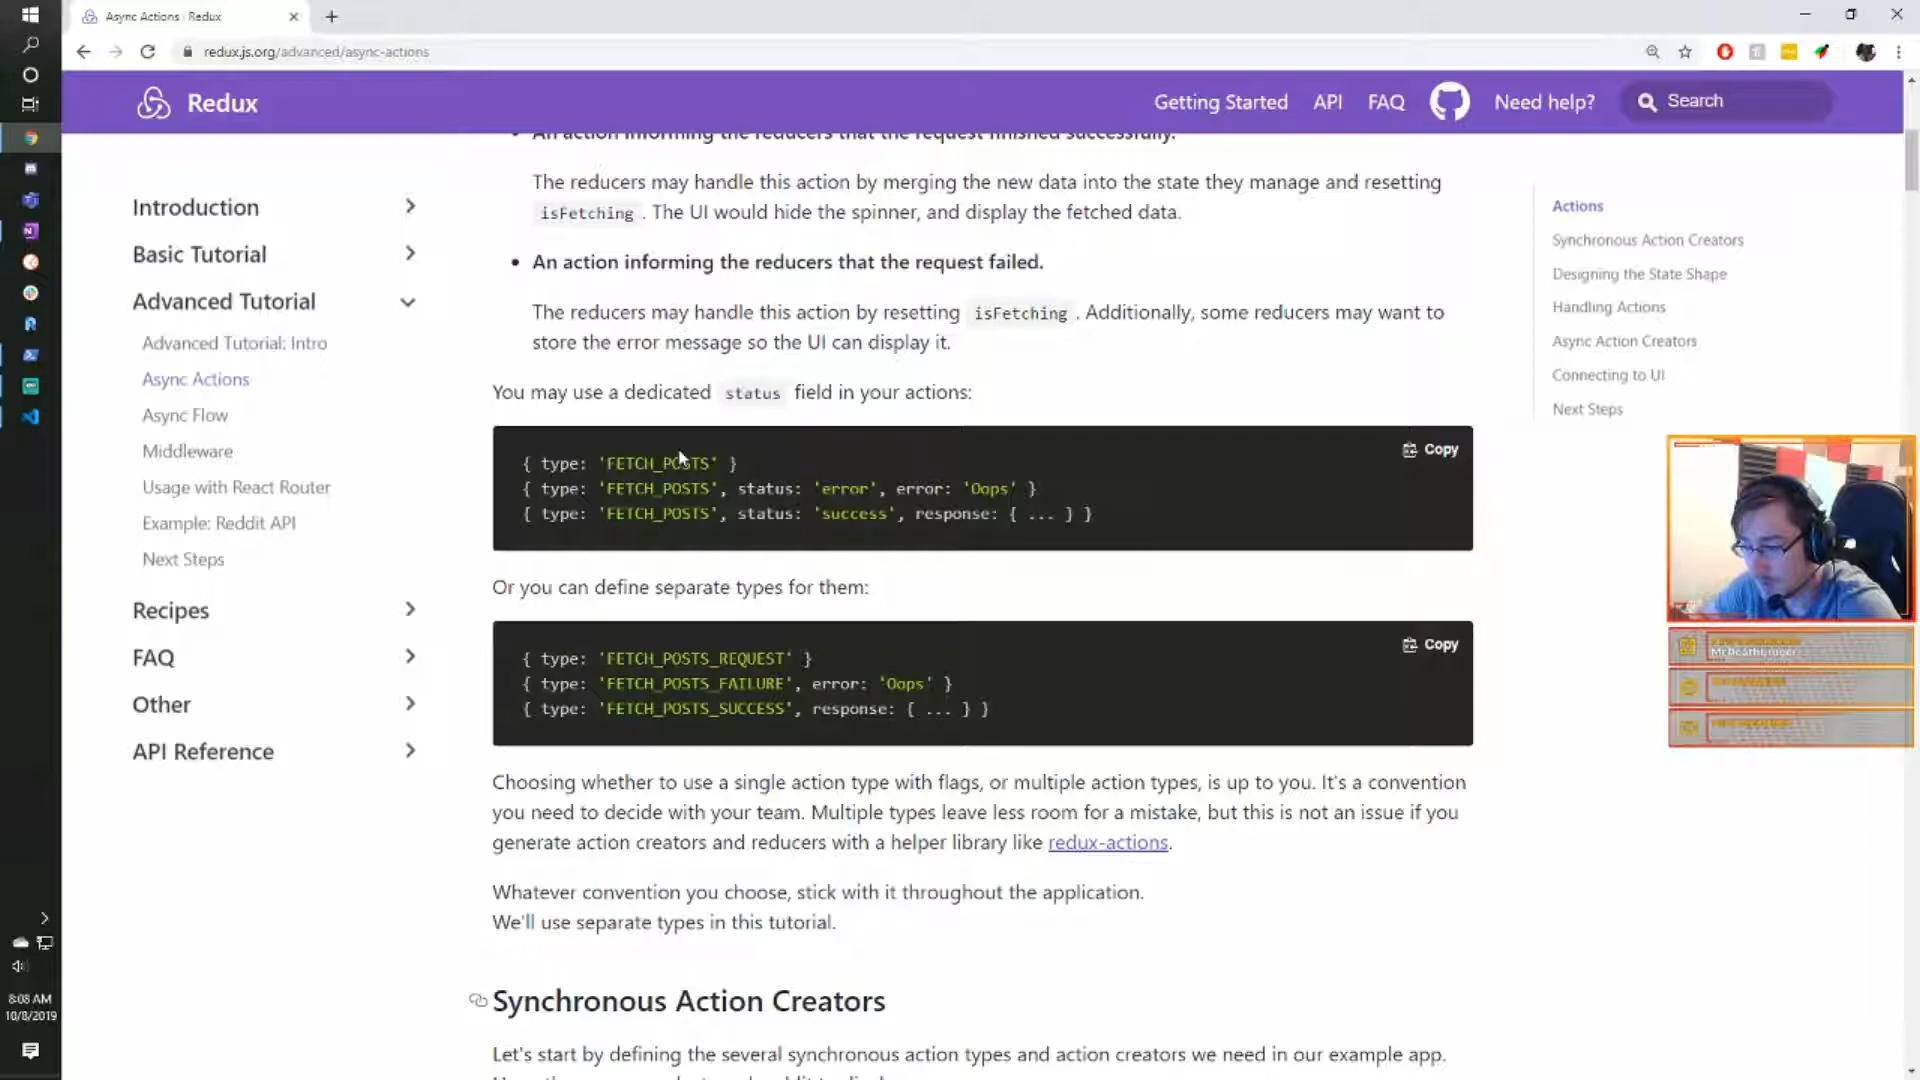 Async Actions · Redux
redux.js.org/advanced/async-actions
Redux
Getting Started
API
FAQ
Need help?
Search
Introduction
Basic Tutorial
Advanced Tutorial
Advanced Tutorial: Intro
Async Actions
Async Flow
Middleware
Usage with React Router
Example: Reddit API
Next Steps
Recipes
FAQ
Other
API Reference
An action informing the reducers that the request finished successfully.
The reducers may handle this action by merging the new data into the state they manage and resetting
isFetching . The UI would hide the spinner, and display the fetched data.
An action informing the reducers that the request failed.
The reducers may handle this action by resetting isFetching . Additionally, some reducers may want to
store the error message so the UI can display it.
You may use a dedicated status field in your actions:
Copy
{ type: 'FETCH_POSTS' }
{ type: 'FETCH_POSTS', status: 'error', error: 'Oops' }
{ type: 'FETCH_POSTS', status: 'success', response: { ... } }
Or you can define separate types for them:
Copy
{ type: 'FETCH_POSTS_REQUEST' }
{ type: 'FETCH_POSTS_FAILURE', error: 'Oops' }
{ type: 'FETCH_POSTS_SUCCESS', response: { ... } }
Choosing whether to use a single action type with flags, or multiple action types, is up to you. It's a convention
you need to decide with your team. Multiple types leave less room for a mistake, but this is not an issue if you
generate action creators and reducers with a helper library like redux-actions.
Whatever convention you choose, stick with it throughout the application.
We'll use separate types in this tutorial.
Synchronous Action Creators
Let's start by defining the several synchronous action types and action creators we need in our example app.
Actions
Synchronous Action Creators
Designing the State Shape
Handling Actions
Async Action Creators
Connecting to UI
Next Steps
8:08 AM
10/8/2019